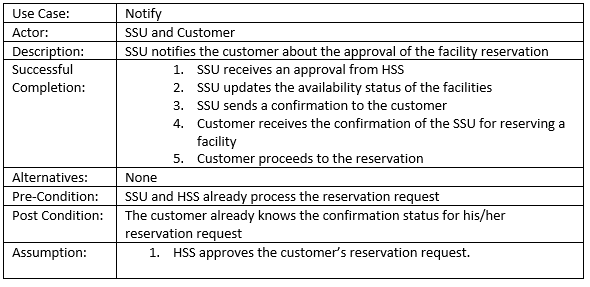 Use Case: Notify
Actor: SSU and Customer
Description: SSU notifies the customer about the approval of the facility reservation
Successful Completion: 1. SSU receives an approval from HSS
2. SSU updates the availability status of the facilities
3. SSU sends a confirmation to the customer
4. Customer receives the confirmation of the SSU for reserving a
facility
5. Customer proceeds to the reservation
Alternatives: None
Pre-Condition: SSU and HSS already process the reservation request
Post Condition: The customer already knows the confirmation status for his/her
reservation request
Assumption: 1. HSS approves the customer's reservation request.